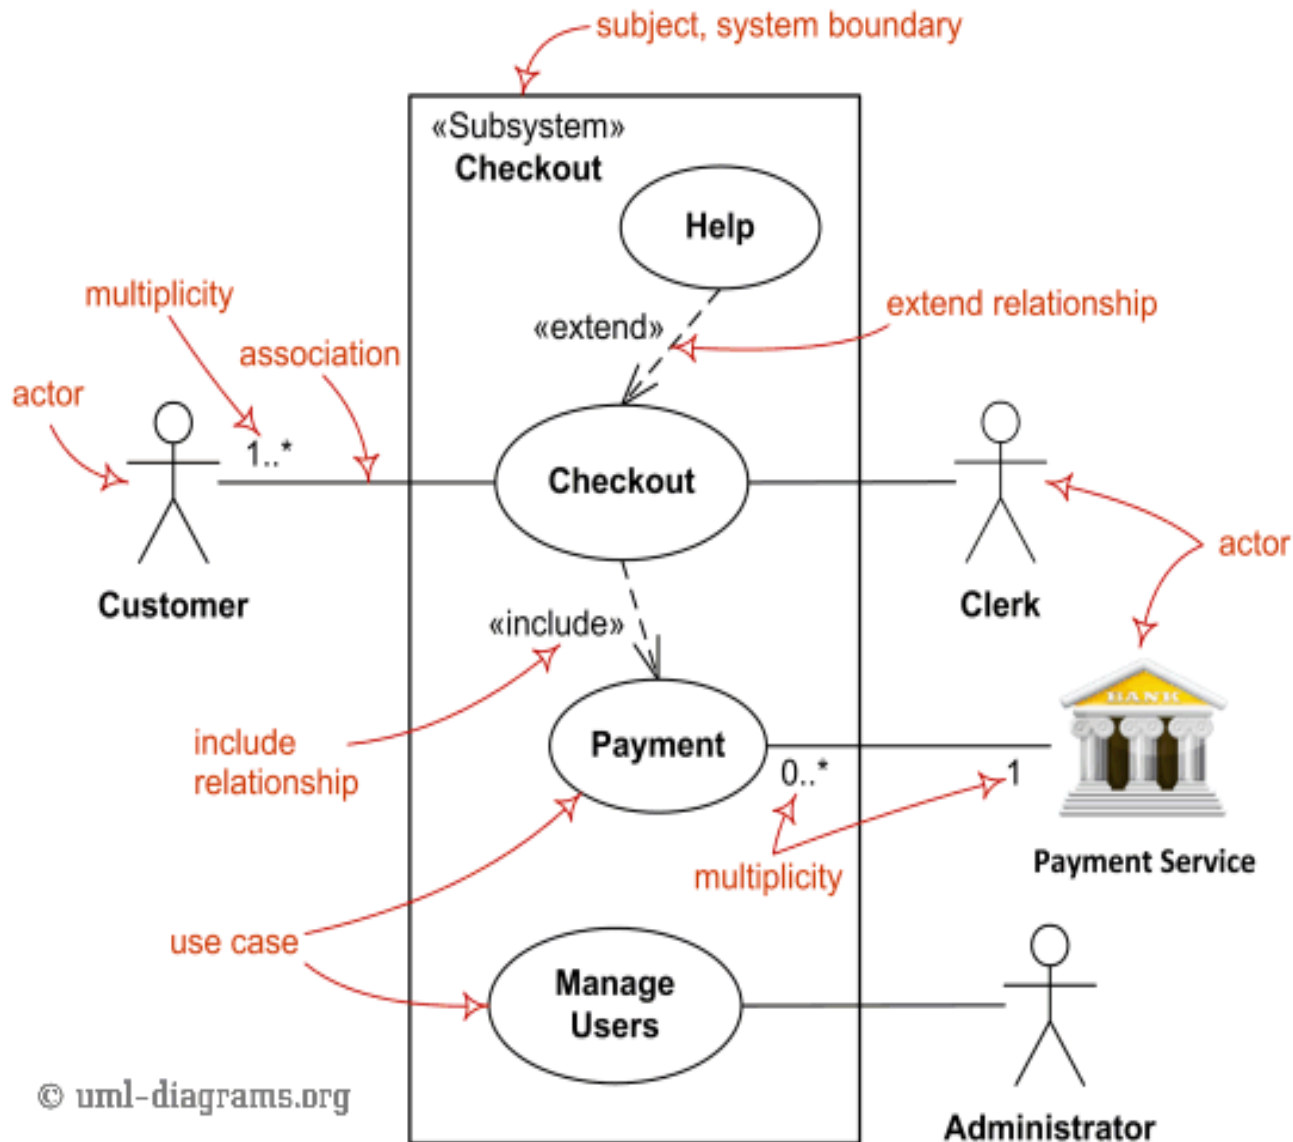 subject, system boundary
«Subsystem»
Checkout
Help
multiplicity
«extend»
extend relationship
association
actor
1..*
Checkout
actor
Customer
«include»
Clerk
BANK
include
relationship
Payment
0..*
1
multiplicity
Payment Service
use case
Manage
Users
© uml-diagrams.org
Administrator